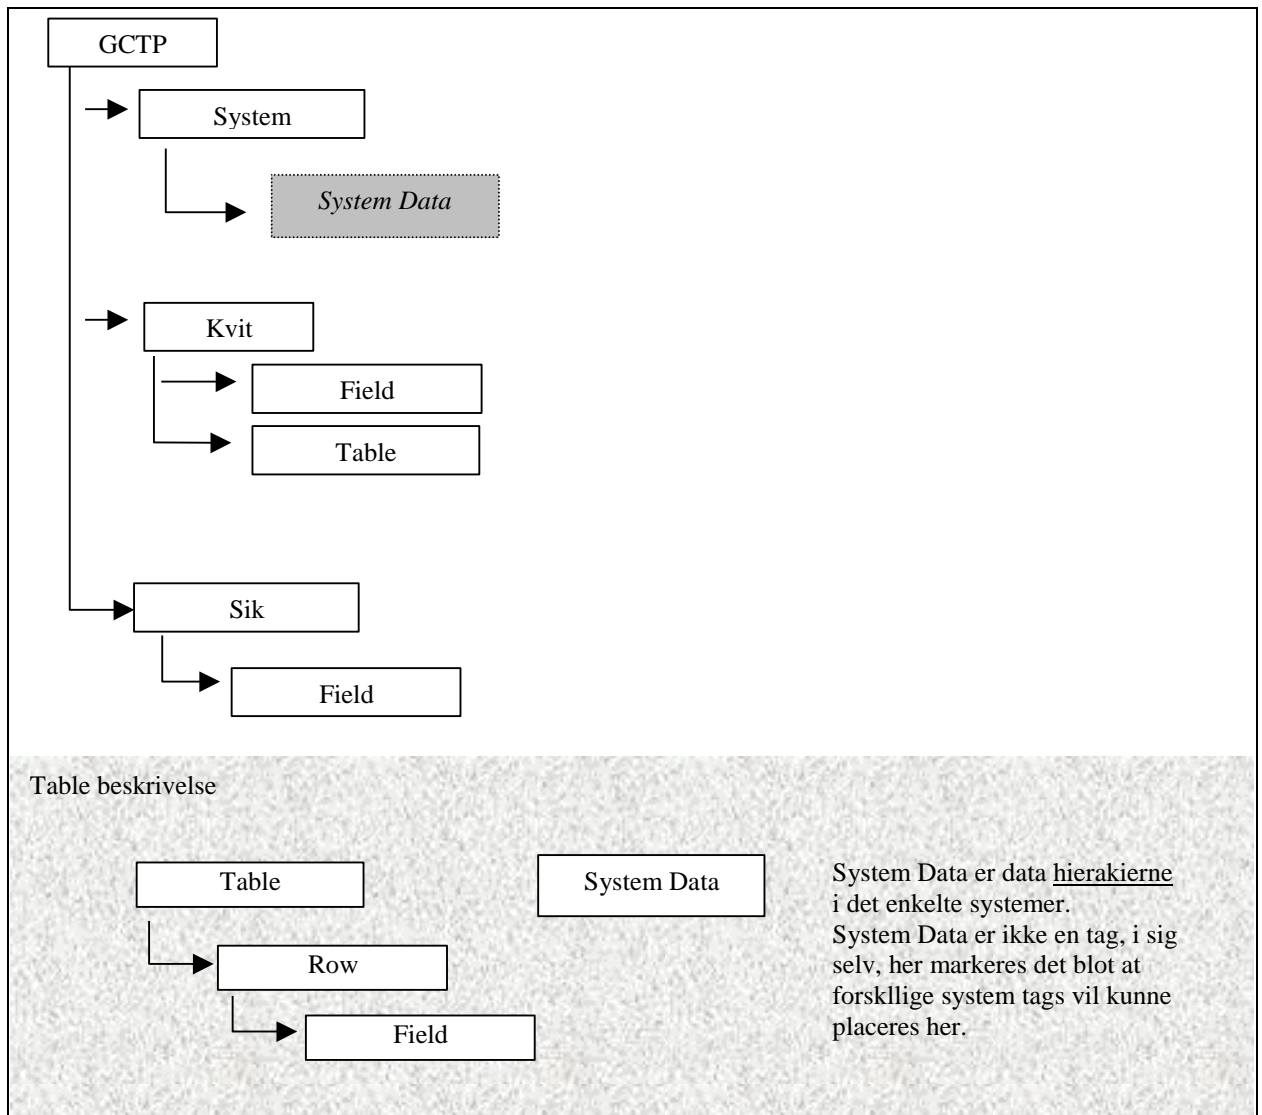 GCTP
System
System Data
Kvit
Field
Table
Sik
Field
Table beskrivelse
Table
Row
Field
System Data
System Data er data hierakierne
i det enkelte systemer.
System Data er ikke en tag, i sig
selv, her markeres det blot at
forskllige system tags vil kunne
placeres her.